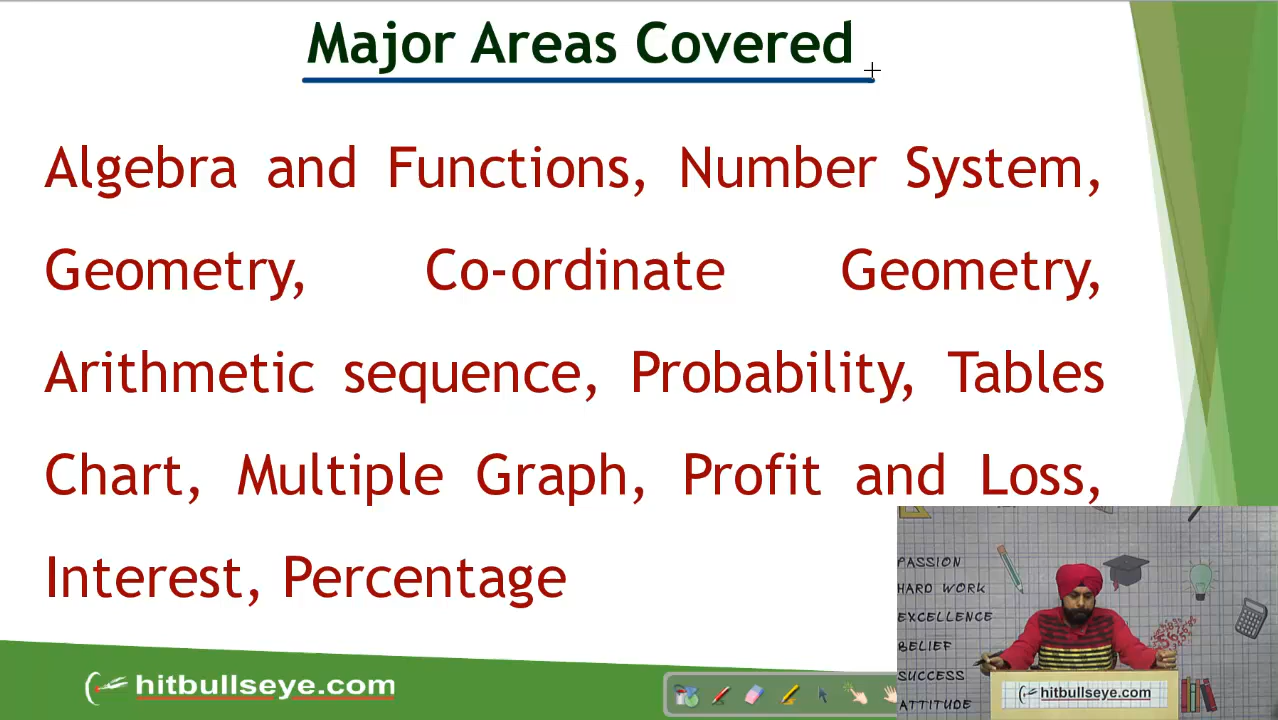 Major Areas Covered
Algebra and Functions, Number System,
Geometry, Co-ordinate Geometry,
Arithmetic sequence, Probability, Tables
Chart, Multiple Graph, Profit and Loss,
Interest, Percentage
PASSION
HARD WORK
EXCELLENCE
BELIEF
SUCCESS
ATTITUDE
hitbullseye.com
hitbullseye.com